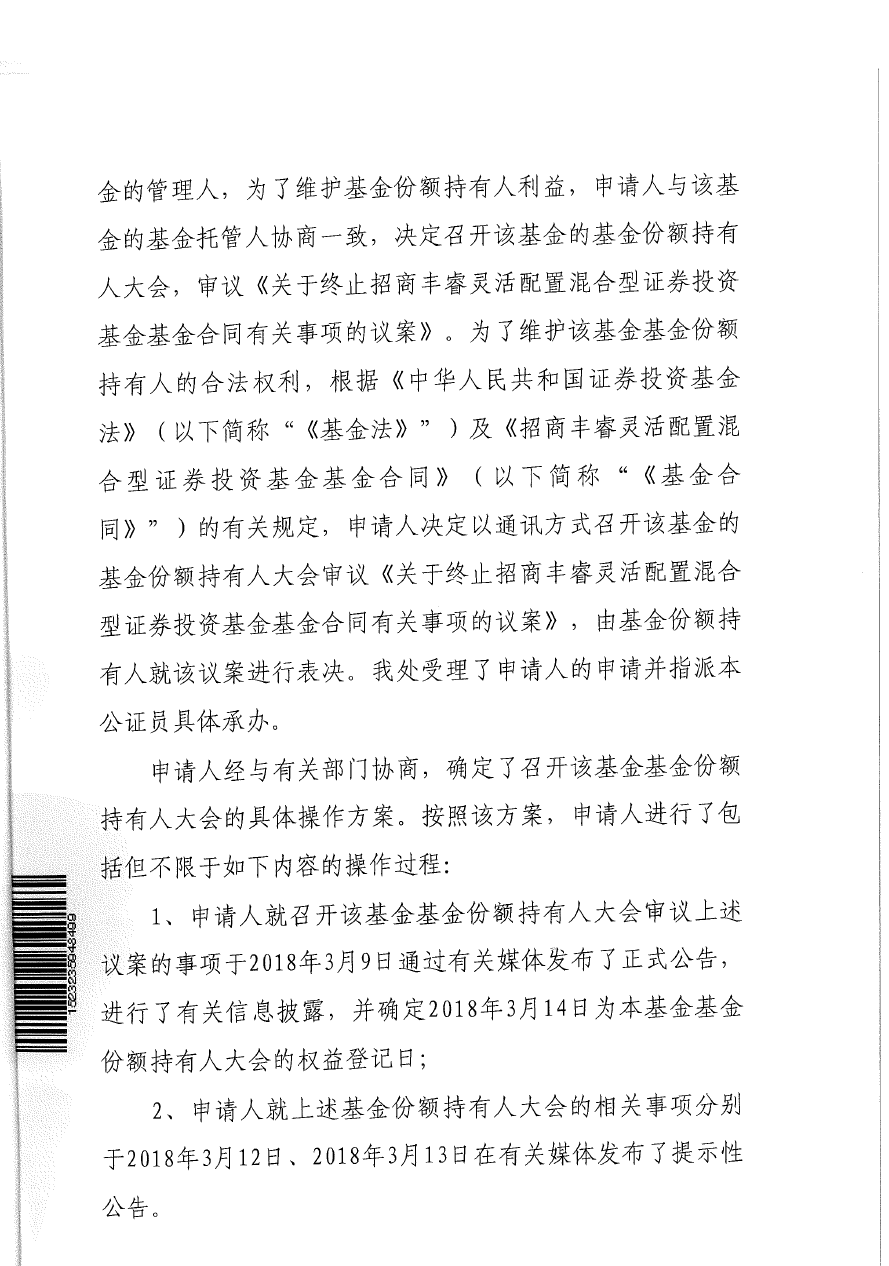 金的管理人，为了维护基金份额持有人利益，申请人与该基
金的基金托管人协商一致，决定召开该基金的基金份额持有
人大会，审议《关于终止招商丰睿灵活配置混合型证券投资
基金基金合同有关事项的议案》。为了维护该基金基金份额
持有人的合法权利，根据《中华人民共和国证券投资基金
法》（以下简称“《基金法》”）及《招商丰睿灵活配置混
合型证券投资基金基金合同》（以下简称“《基金合
同》”）的有关规定，申请人决定以通讯方式召开该基金的
基金份额持有人大会审议《关于终止招商丰睿灵活配置混合
型证券投资基金基金合同有关事项的议案》，由基金份额持
有人就该议案进行表决。我处受理了申请人的申请并指派本
公证员具体承办。
申请人经与有关部门协商，确定了召开该基金基金份额
持有人大会的具体操作方案。按照该方案，申请人进行了包
括但不限于如下内容的操作过程：
1、申请人就召开该基金基金份额持有人大会审议上述
议案的事项于2018年3月9日通过有关媒体发布了正式公告，
进行了有关信息披露，并确定2018年3月14日为本基金基金
份额持有人大会的权益登记日；
2、申请人就上述基金份额持有人大会的相关事项分别
于2018年3月12日、2018年3月13日在有关媒体发布了提示性
公告。
1523235948499